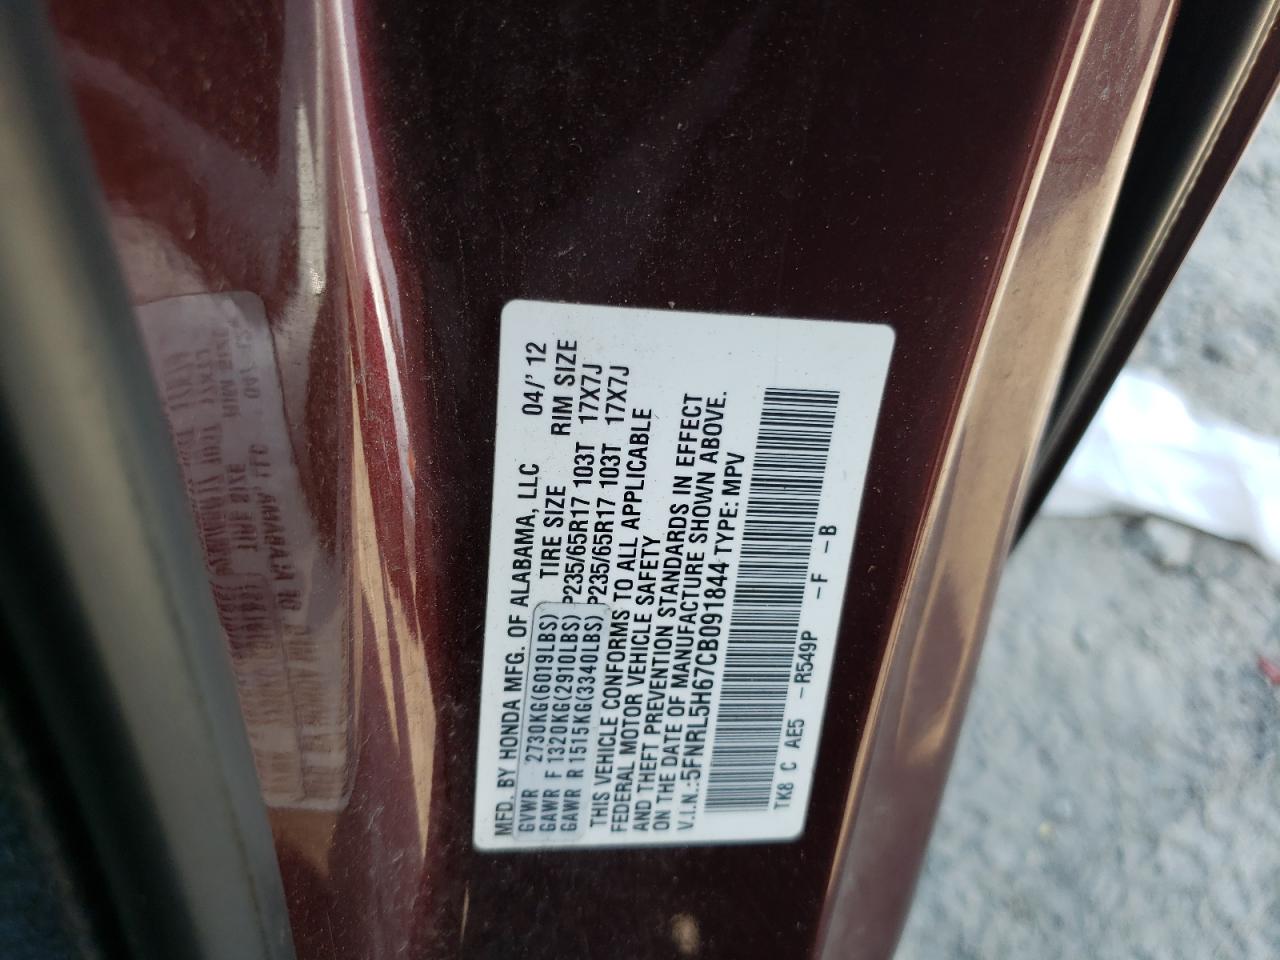 MFD. BY HONDA MFG. OF ALABAMA, LLC 04/' 12
GVWR 2730KG(6019LBS) TIRE SIZE RIM SIZE
GAWR F 1320KG(2910LBS) P235/65R17 103T 17X7J
GAWR R 1515KG(3340LBS) P235/65R17 103T 17X7J
THIS VEHICLE CONFORMS TO ALL APPLICABLE
FEDERAL MOTOR VEHICLE SAFETY
AND THEFT PREVENTION STANDARDS IN EFFECT
ON THE DATE OF MANUFACTURE SHOWN ABOVE.
V.I.N.:5FNRL5H67CB091844 TYPE: MPV
TK8 C AE5 -R549P -F -B